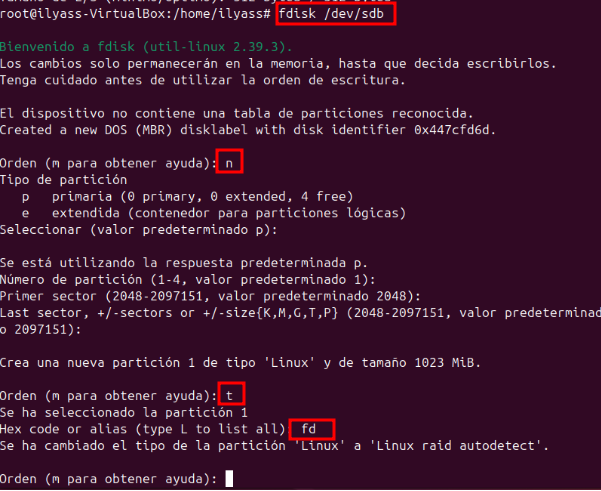 root@ilyass-VirtualBox:/home/ilyass# fdisk /dev/sdb
Bienvenido a fdisk (util-linux 2.39.3).
Los cambios solo permanecerán en la memoria, hasta que decida escribirlos.
Tenga cuidado antes de utilizar la orden de escritura.
El dispositivo no contiene una tabla de particiones reconocida.
Created a new DOS (MBR) disklabel with disk identifier 0x447cfd6d.
Orden (m para obtener ayuda): n
Tipo de partición
p primaria (0 primary, 0 extended, 4 free)
e extendida (contenedor para particiones lógicas)
Seleccionar (valor predeterminado p):
Se está utilizando la respuesta predeterminada p.
Número de partición (1-4, valor predeterminado 1):
Primer sector (2048-2097151, valor predeterminado 2048):
Last sector, +/-sectors or +/-size{K,M,G,T,P} (2048-2097151, valor predeterminad
o 2097151):
Crea una nueva partición 1 de tipo 'Linux' y de tamaño 1023 MiB.
Orden (m para obtener ayuda): t
Se ha seleccionado la partición 1
Hex code or alias (type L to list all) fd
Se ha cambiado el tipo de la partición 'Linux' a 'Linux raid autodetect'.
Orden (m para obtener ayuda):